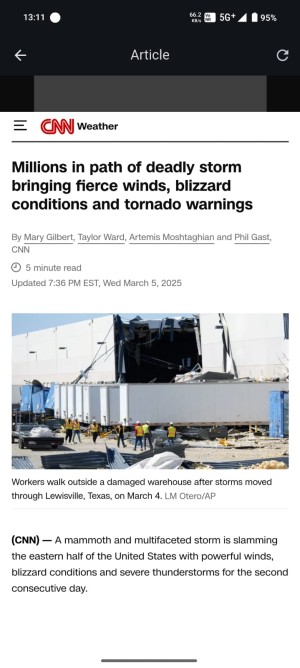 13:11
66.2
KB/s
5G+
95%
Article
CNN Weather
Millions in path of deadly storm
bringing fierce winds, blizzard
conditions and tornado warnings
By Mary Gilbert, Taylor Ward, Artemis Moshtaghian and Phil Gast,
CNN
5 minute read
Updated 7:36 PM EST, Wed March 5, 2025
Workers walk outside a damaged warehouse after storms moved
through Lewisville, Texas, on March 4. LM Otero/AP
(CNN) — A mammoth and multifaceted storm is slamming
the eastern half of the United States with powerful winds,
blizzard conditions and severe thunderstorms for the second
consecutive day.